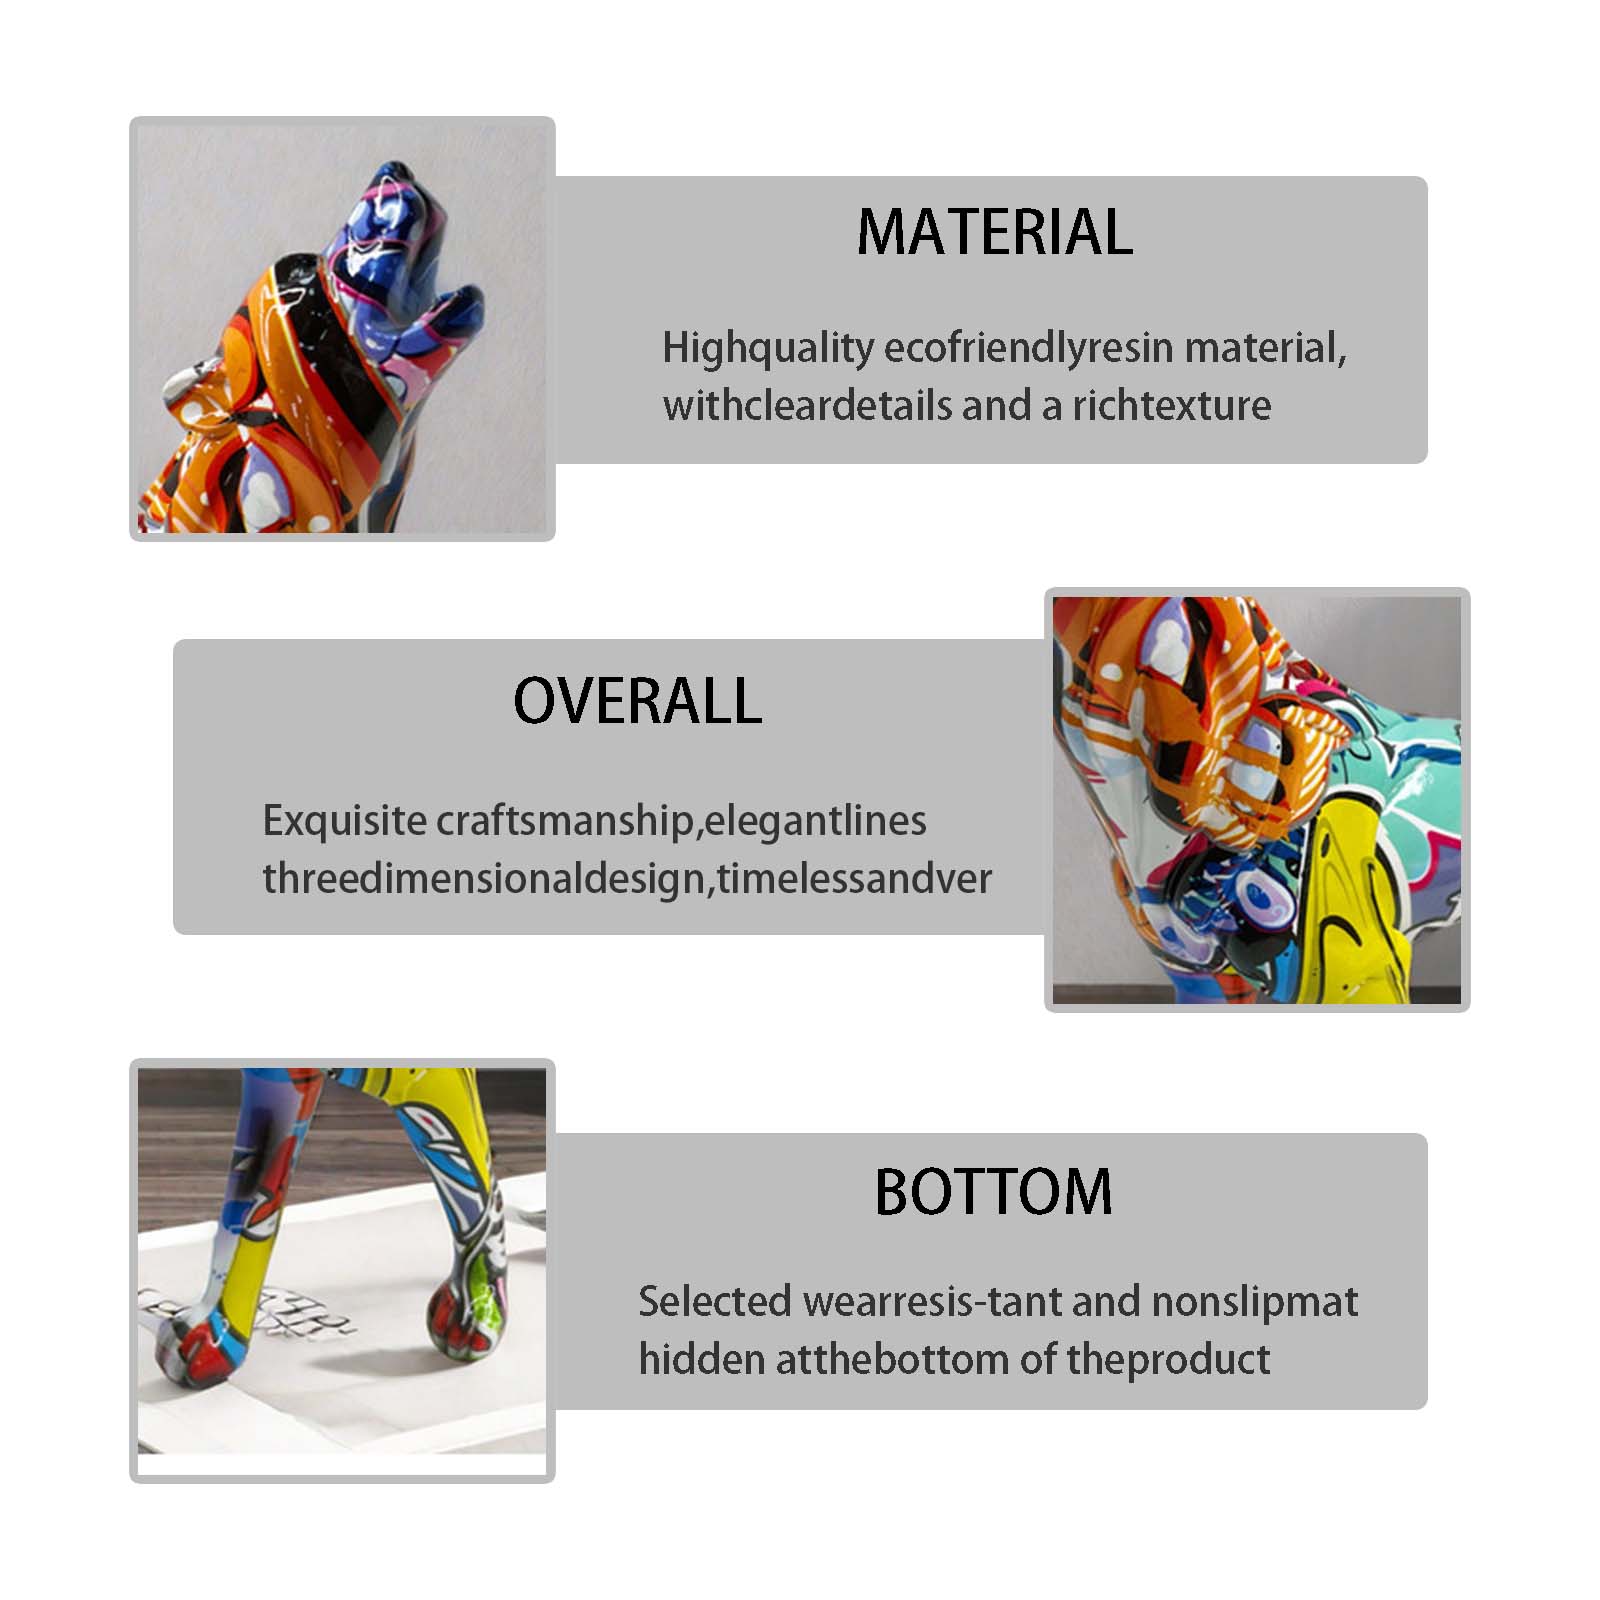 MATERIAL
Highquality ecofriendlyresin material,
withcleardetails and a richtexture
OVERALL
Exquisite craftsmanship,elegantlines
threedimensionaldesign,timelessandver
BOTTOM
Selected wearresis-tant and nonslipmat
hidden atthebottom of theproduct